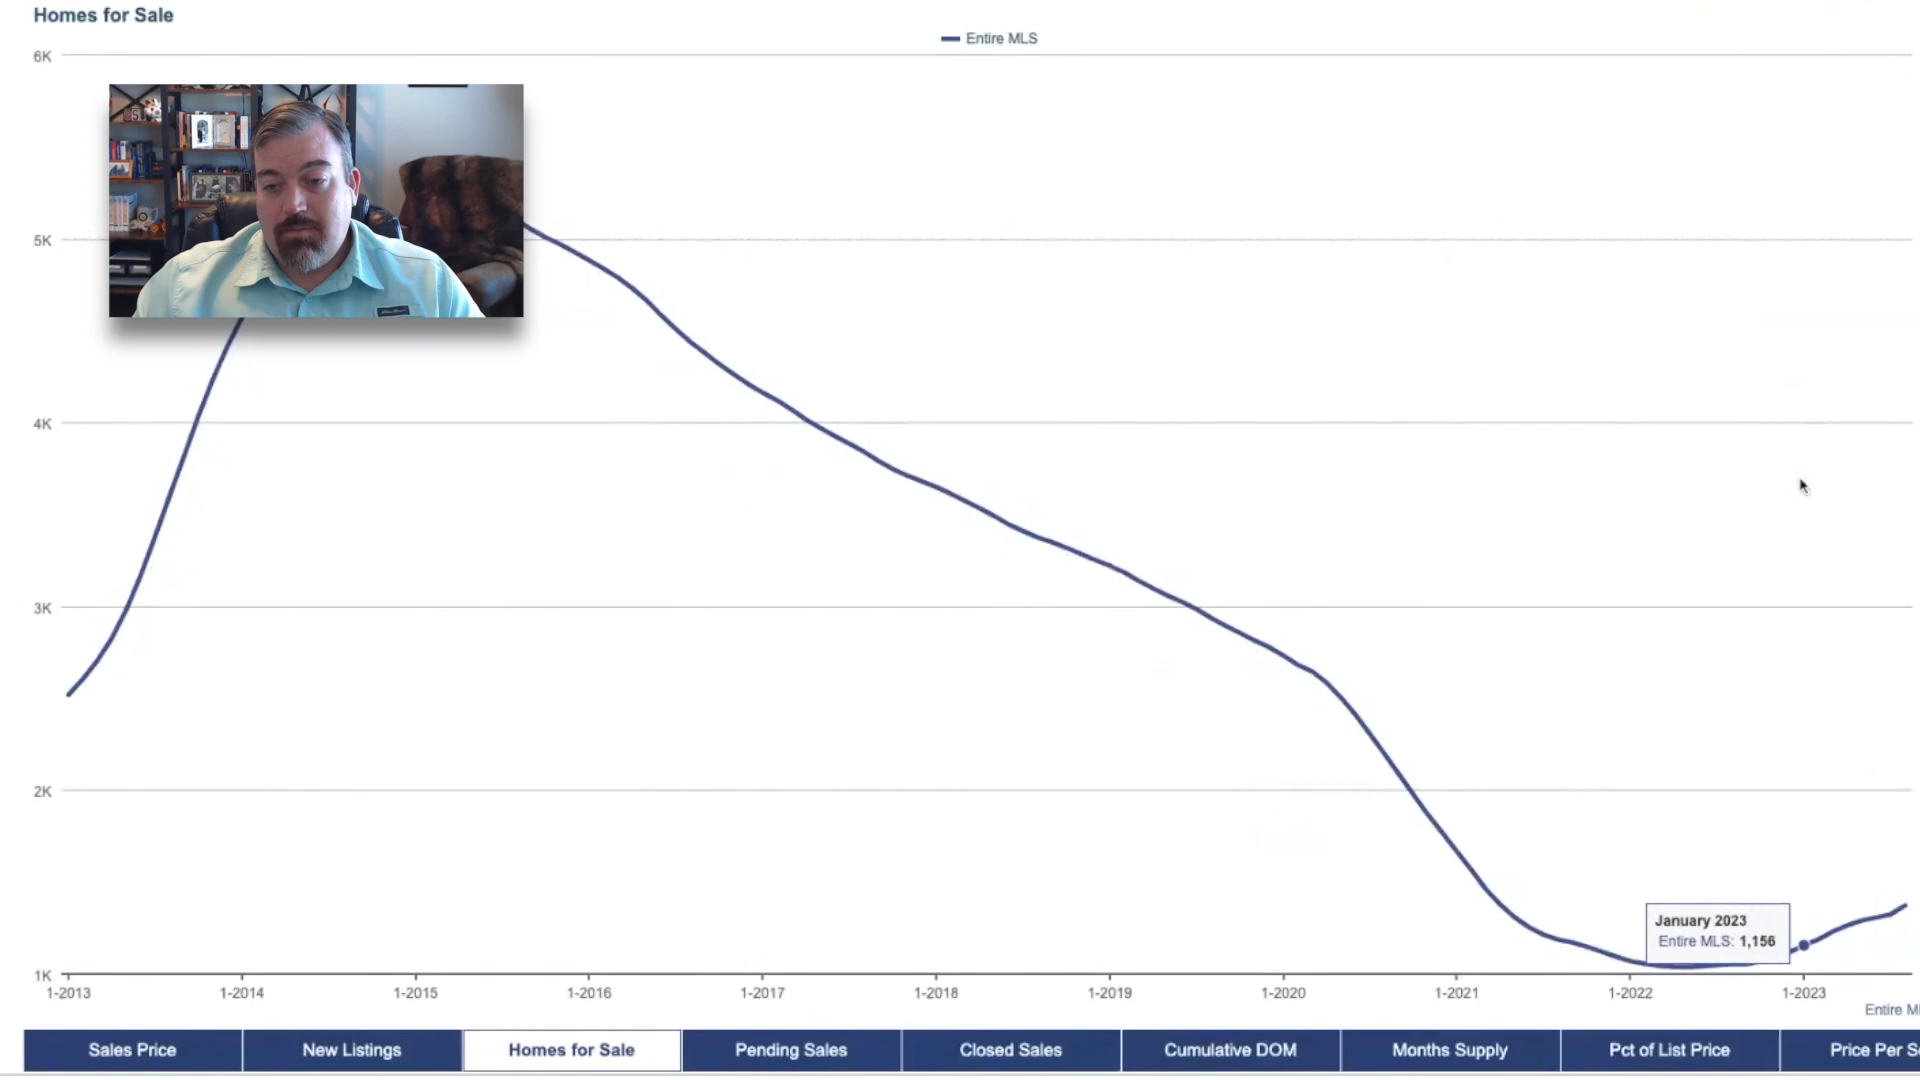 Homes for Sale
Entire MLS
6K
5K
4K
3K
2K
1K
January 2023
Entire MLS: 1,156
1-2013 1-2014 1-2015 1-2016 1-2017 1-2018 1-2019 1-2020 1-2021 1-2022 1-2023
Entire
Sales Price New Listings Homes for Sale Pending Sales Closed Sales Cumulative DOM Months Supply Pct of List Price Price Per